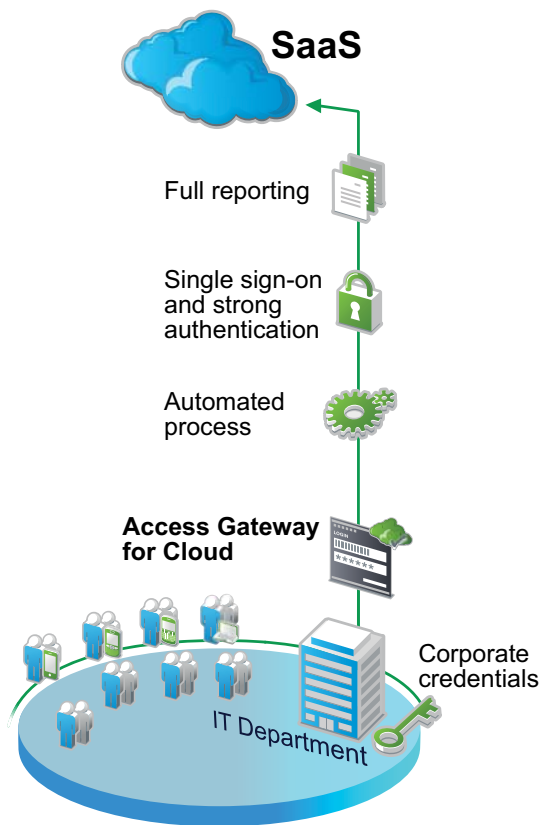 SaaS
Full reporting
Single sign-on
and strong
authentication
Automated
process
Access Gateway
for Cloud
******
LOGIN
******
Corporate
credentials
IT Department